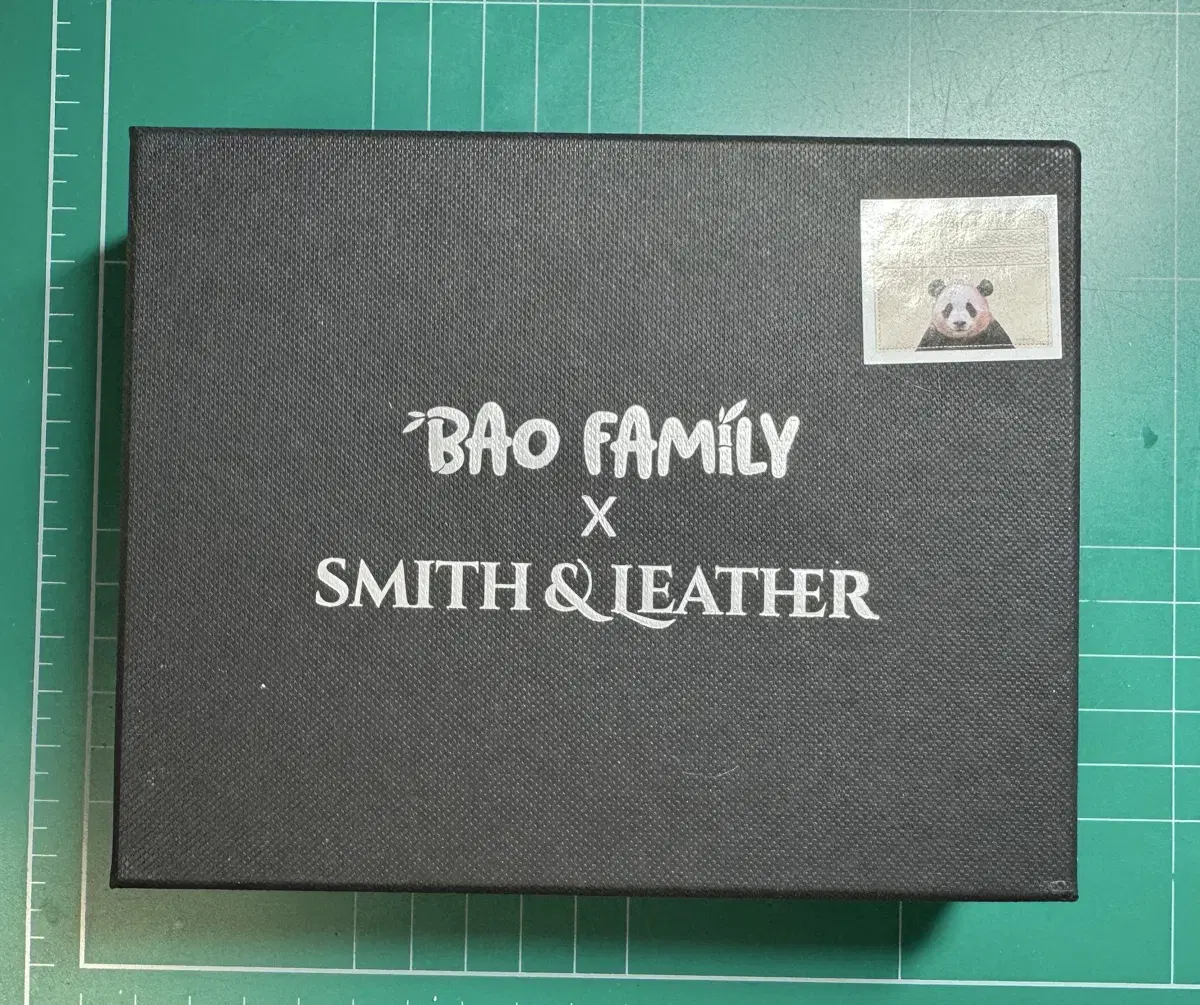 BAO FAMILY
X
SMITH & LEATHER